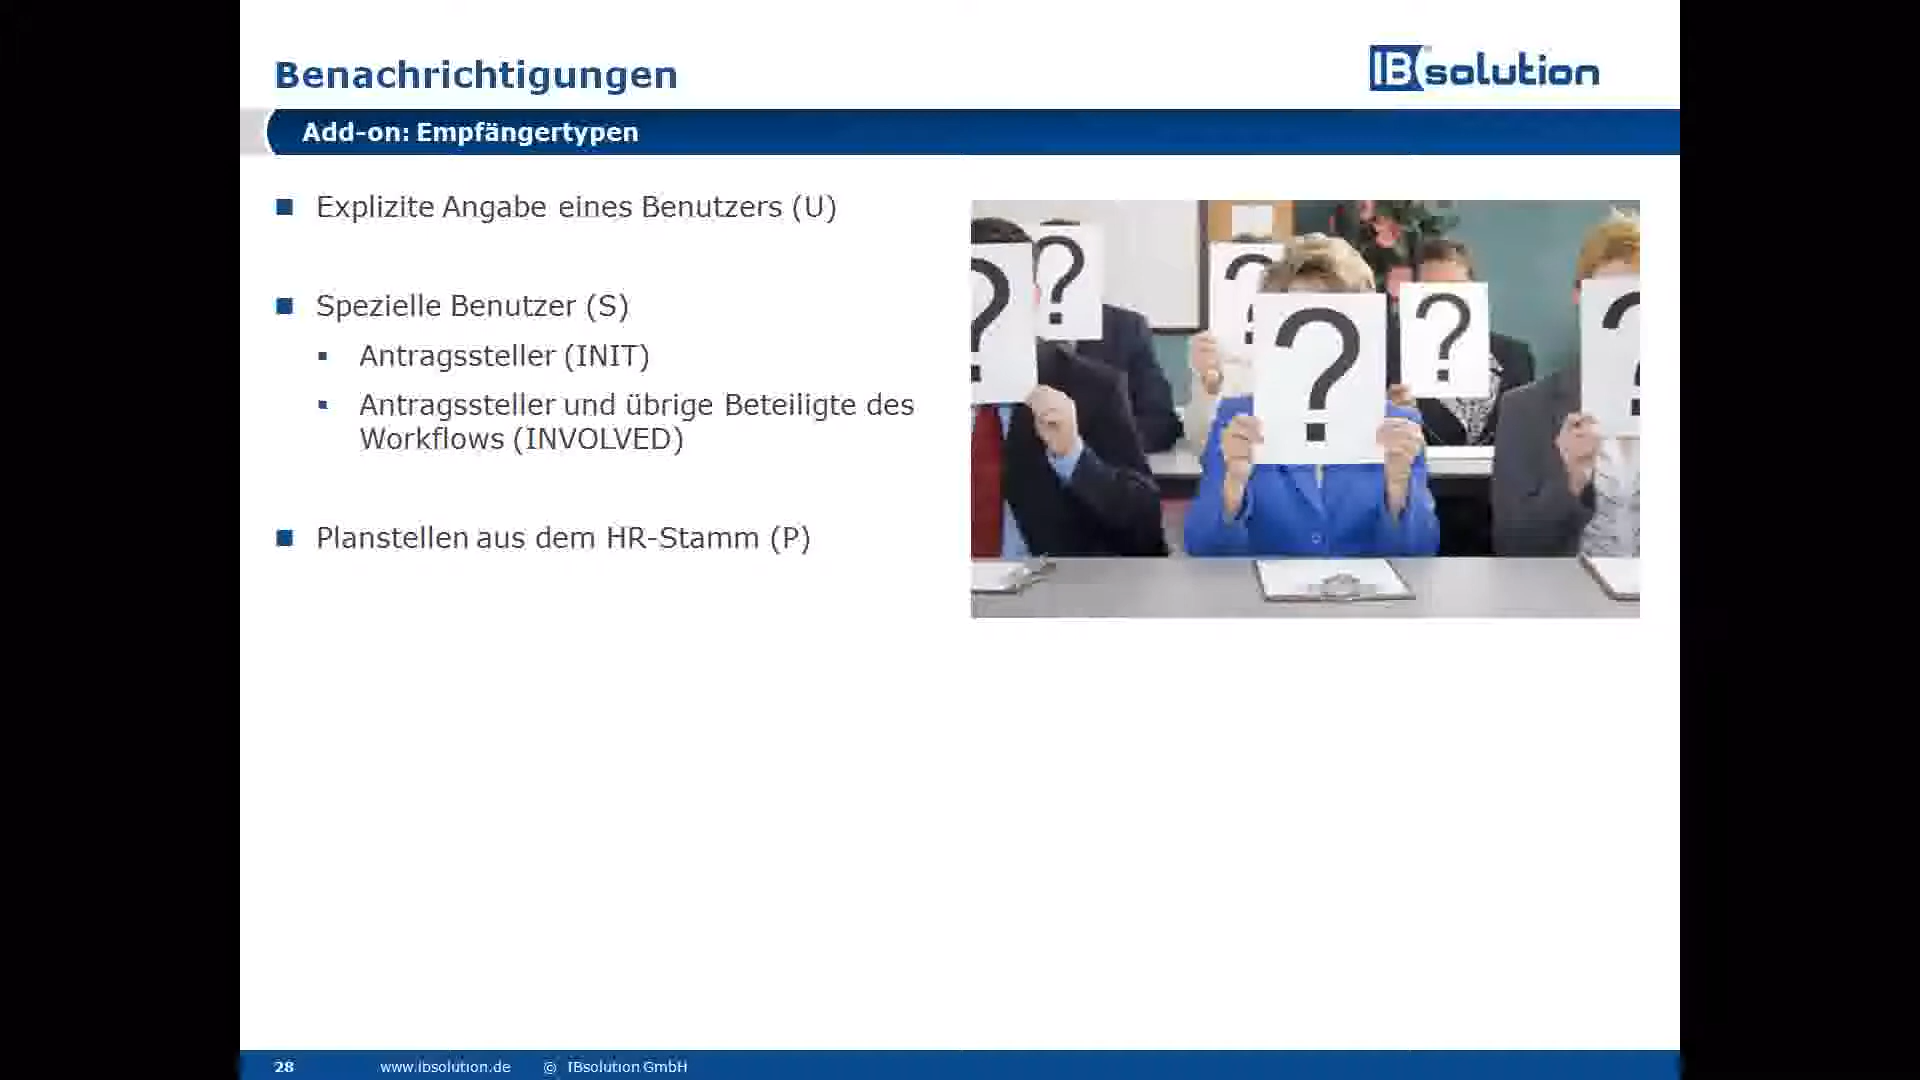 Benachrichtigungen
IBsolution
Add-on: Empfängertypen
Explizite Angabe eines Benutzers (U)
Spezielle Benutzer (S)
Antragssteller (INIT)
Antragssteller und übrige Beteiligte des
Workflows (INVOLVED)
Planstellen aus dem HR-Stamm (P)
? ? ? ? ? ?
28 www.ibsolution.de © IBsolution GmbH